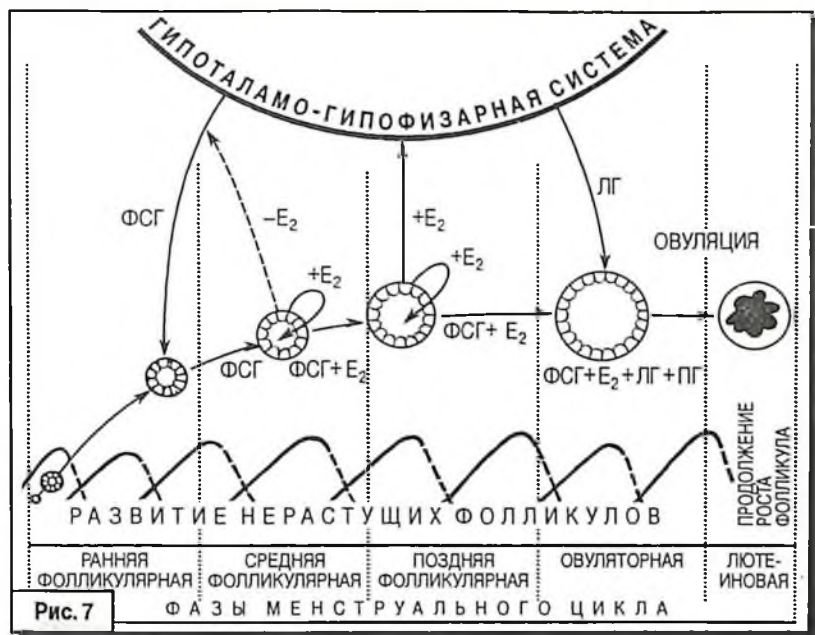 ГИПОТАЛАМО-ГИПОФИЗАРНАЯ СИСТЕМА
ФСГ
–E₂
+E₂
+E₂
+E₂
ЛГ
ОВУЛЯЦИЯ
ФСГ
ФСГ+E₂
ФСГ+ E₂
ФСГ+E₂+ЛГ+ПГ
ПРОДОЛЖЕНИЕ
РОСТА
ФОЛЛИКУЛА
РАЗВИТИЕ НЕРАСТУЩИХ ФОЛЛИКУЛОВ
РАННЯЯ
ФОЛЛИКУЛЯРНАЯ
СРЕДНЯЯ
ФОЛЛИКУЛЯРНАЯ
ПОЗДНЯЯ
ФОЛЛИКУЛЯРНАЯ
ОВУЛЯТОРНАЯ
ЛЮТЕ-
ИНОВАЯ
Рис. 7
ФАЗЫ МЕНСТРУАЛЬНОГО ЦИКЛА